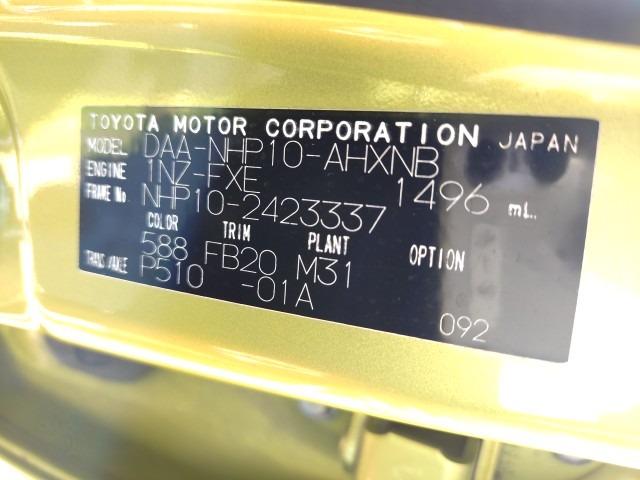 TOYOTA MOTOR CORPORATION JAPAN
MODEL DAA-NHP10-AHXNB
ENGINE 1NZ-FXE 1496 mL.
FRAME No. NHP10-2423337
COLOR TRIM PLANT OPTION
588 FB20 M31
TRANS/AXLE P510 -01A
092